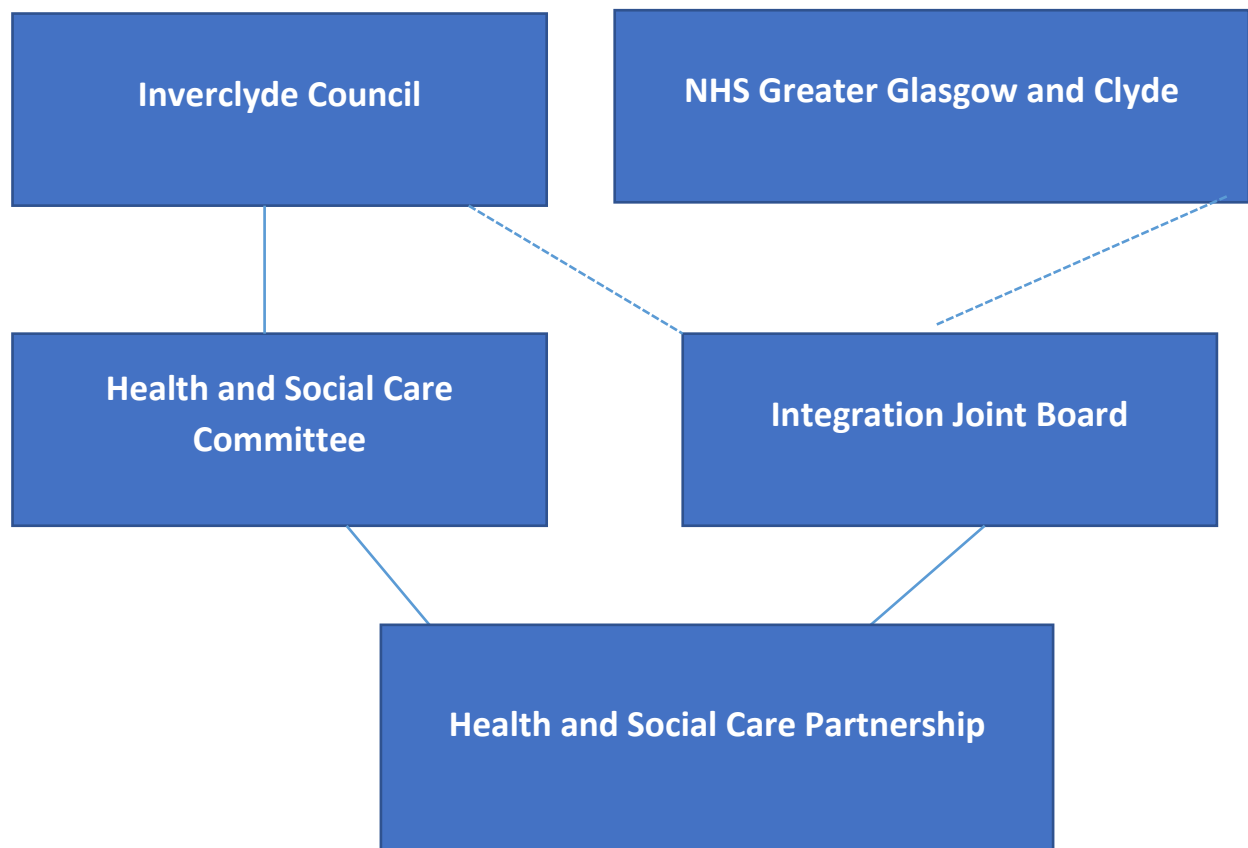 Inverclyde Council
NHS Greater Glasgow and Clyde
Health and Social Care
Committee
Integration Joint Board
Health and Social Care Partnership